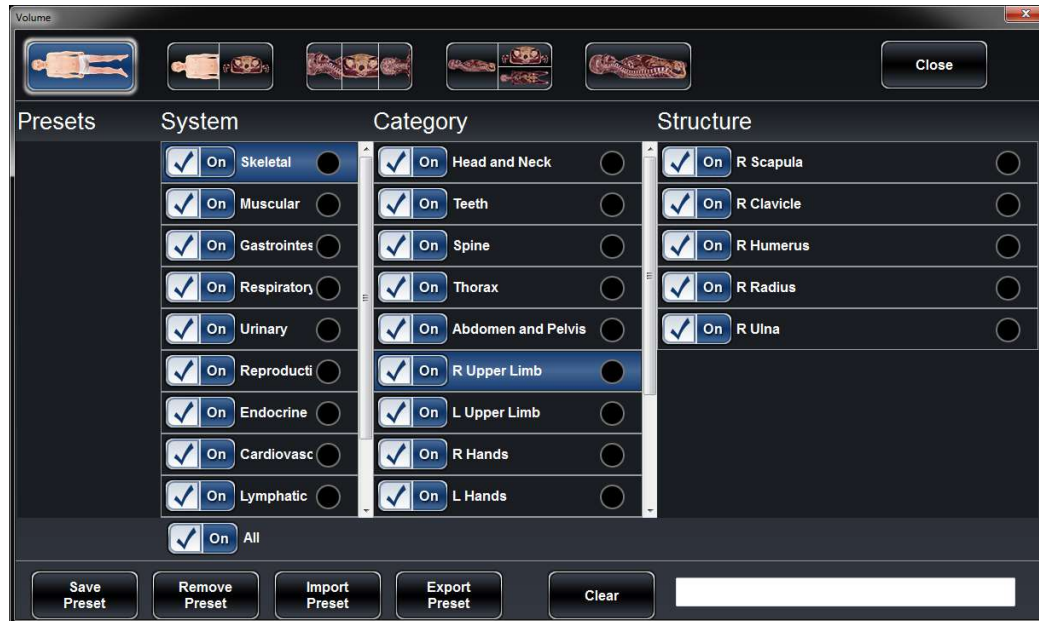 Volume
Close
Presets System Category Structure
On Skeletal On Head and Neck On R Scapula
On Muscular On Teeth On R Clavicle
On Gastrointes On Spine On R Humerus
On Respiratory On Thorax On R Radius
On Urinary On Abdomen and Pelvis On R Ulna
On Reproducti On R Upper Limb
On Endocrine On L Upper Limb
On Cardiovasc On R Hands
On Lymphatic On L Hands
On All
Save Preset Remove Preset Import Preset Export Preset Clear